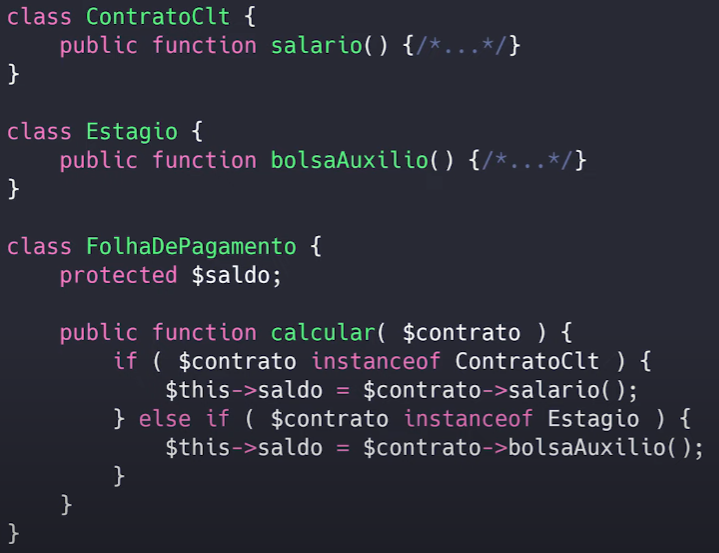 class ContratoClt {
    public function salario() {/*...*/}
}

class Estagio {
    public function bolsaAuxilio() {/*...*/}
}

class FolhaDePagamento {
    protected $saldo;

    public function calcular( $contrato ) {
        if ( $contrato instanceof ContratoClt ) {
            $this->saldo = $contrato->salario();
        } else if ( $contrato instanceof Estagio ) {
            $this->saldo = $contrato->bolsaAuxilio();
        }
    }
}